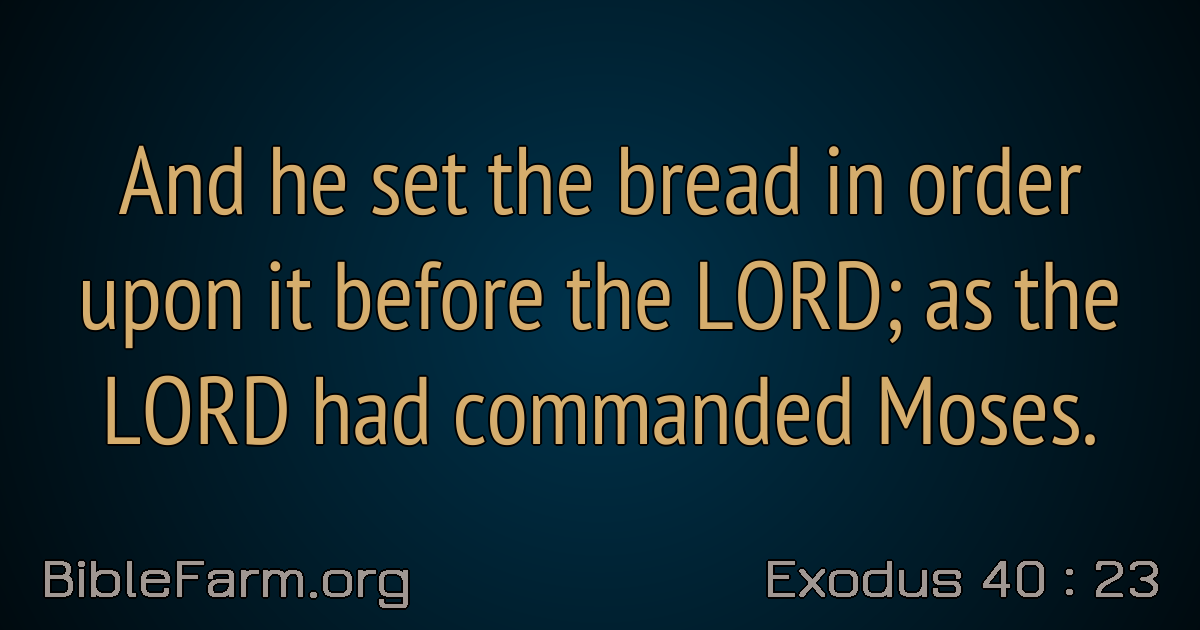 And he set the bread in order
upon it before the LORD; as the
LORD had commanded Moses.
BibleFarm.org
Exodus 40 : 23